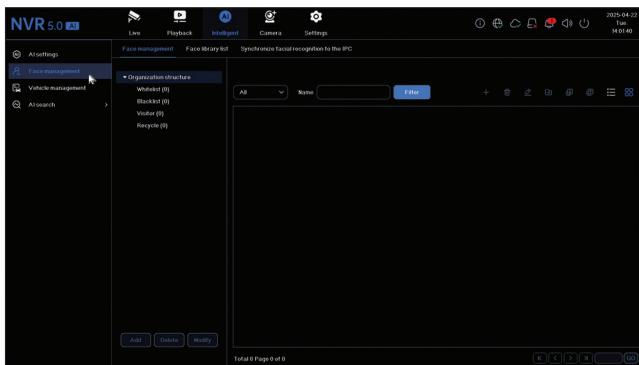 NVR 5.0 AI
Live Playback Intelligent Camera Settings
2025-04-22
Tue.
14:01:40
AI settings
Face management
Vehicle management
AI search
Face management Face library list Synchronize facial recognition to the IPC
Organization structure
Whitelist (0)
Blacklist (0)
Visitor (0)
Recycle (0)
All Name Filter
Add Delete Modify
Total 0 Page 0 of 0
GO